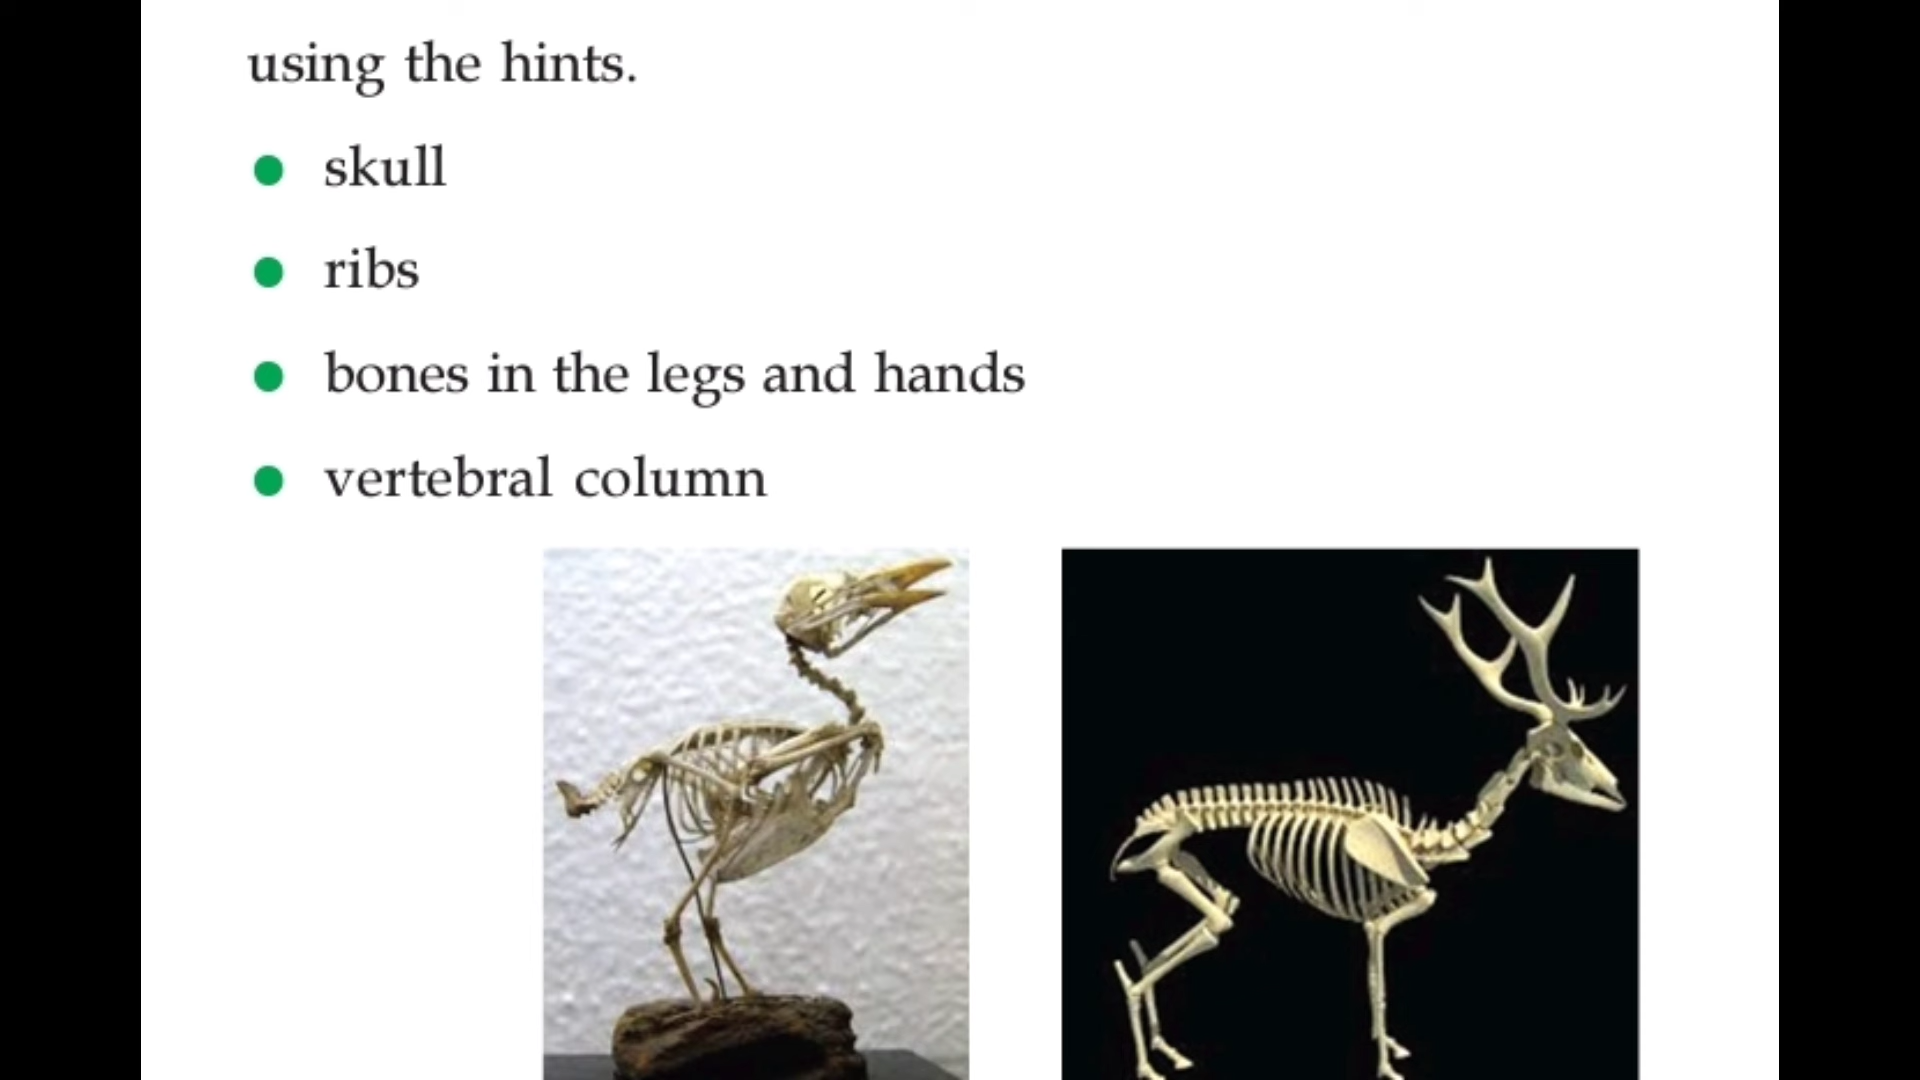 using the hints.
skull
ribs
bones in the legs and hands
vertebral column